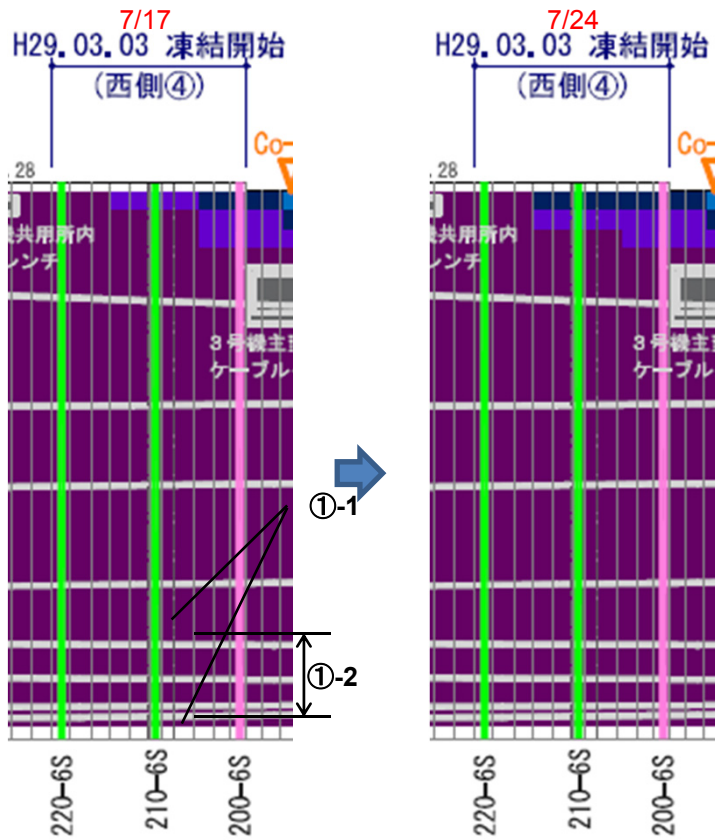 7/17
H29.03.03 凍結開始
(西側④)
Co-
28
共用所内
レンチ
3号機主
ケーブル
①-1
①-2
220-6S
210-6S
200-6S
7/24
H29.03.03 凍結開始
(西側④)
Co-
28
共用所内
レンチ
3号機主
ケーブル
220-6S
210-6S
200-6S